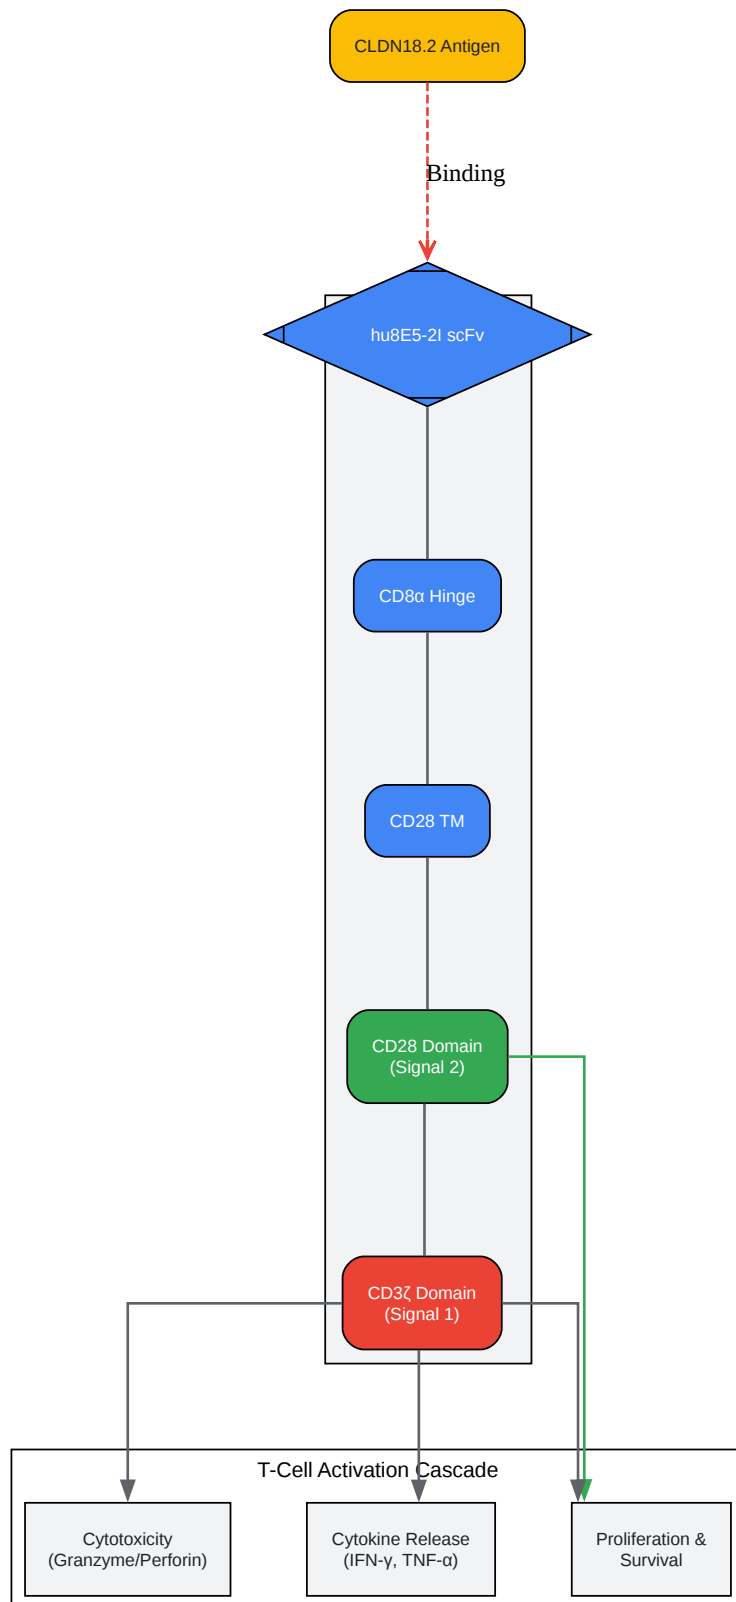 CLDN18.2 Antigen
Binding
hu8E5-2I scFv
CD8α Hinge
CD28 TM
CD28 Domain
(Signal 2)
CD3ζ Domain
(Signal 1)
T-Cell Activation Cascade
Cytotoxicity
(Granzyme/Perforin)
Cytokine Release
(IFN-γ, TNF-α)
Proliferation &
Survival